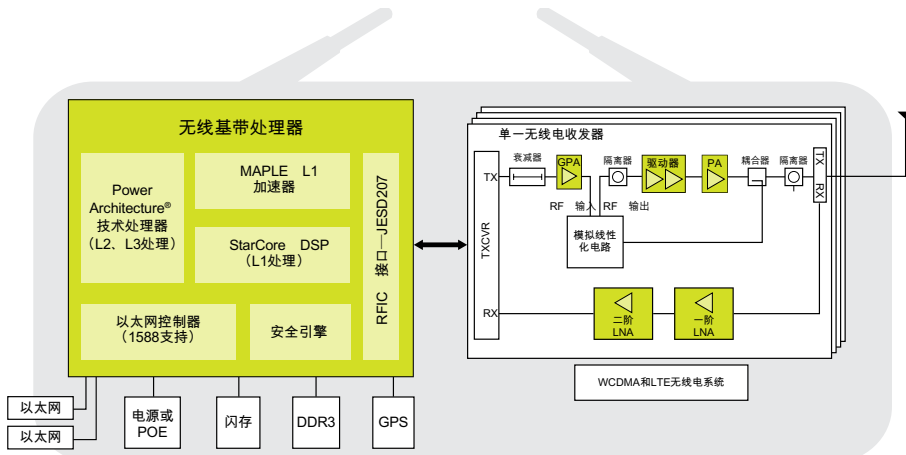 无线基带处理器
Power
Architecture®
技术处理器
(L2、L3处理)
MAPLE L1
加速器
StarCore DSP
(L1处理)
以太网控制器
(1588支持)
安全引擎
RFIC 接口—JESD207
以太网
以太网
电源或
POE
闪存
DDR3
GPS
单一无线电收发器
TXCVR
TX
RX
衰减器
GPA
隔离器
驱动器
PA
耦合器
隔离器
TX
RX
RF 输入
RF 输出
模拟线性
化电路
二阶
LNA
一阶
LNA
WCDMA和LTE无线电系统